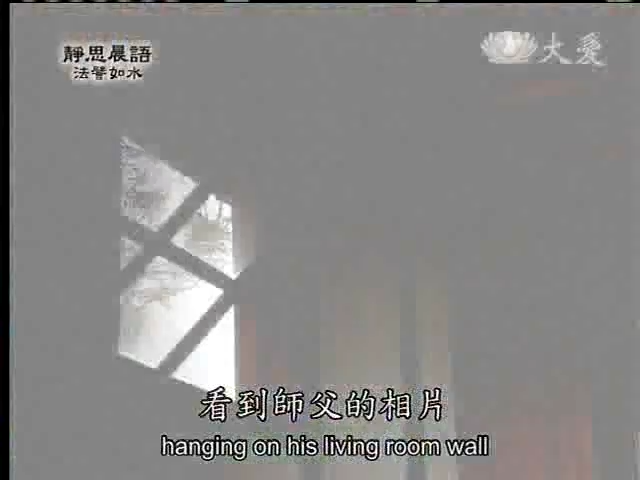 靜思晨語
法譬如水
大愛
看到師父的相片
hanging on his living room wall